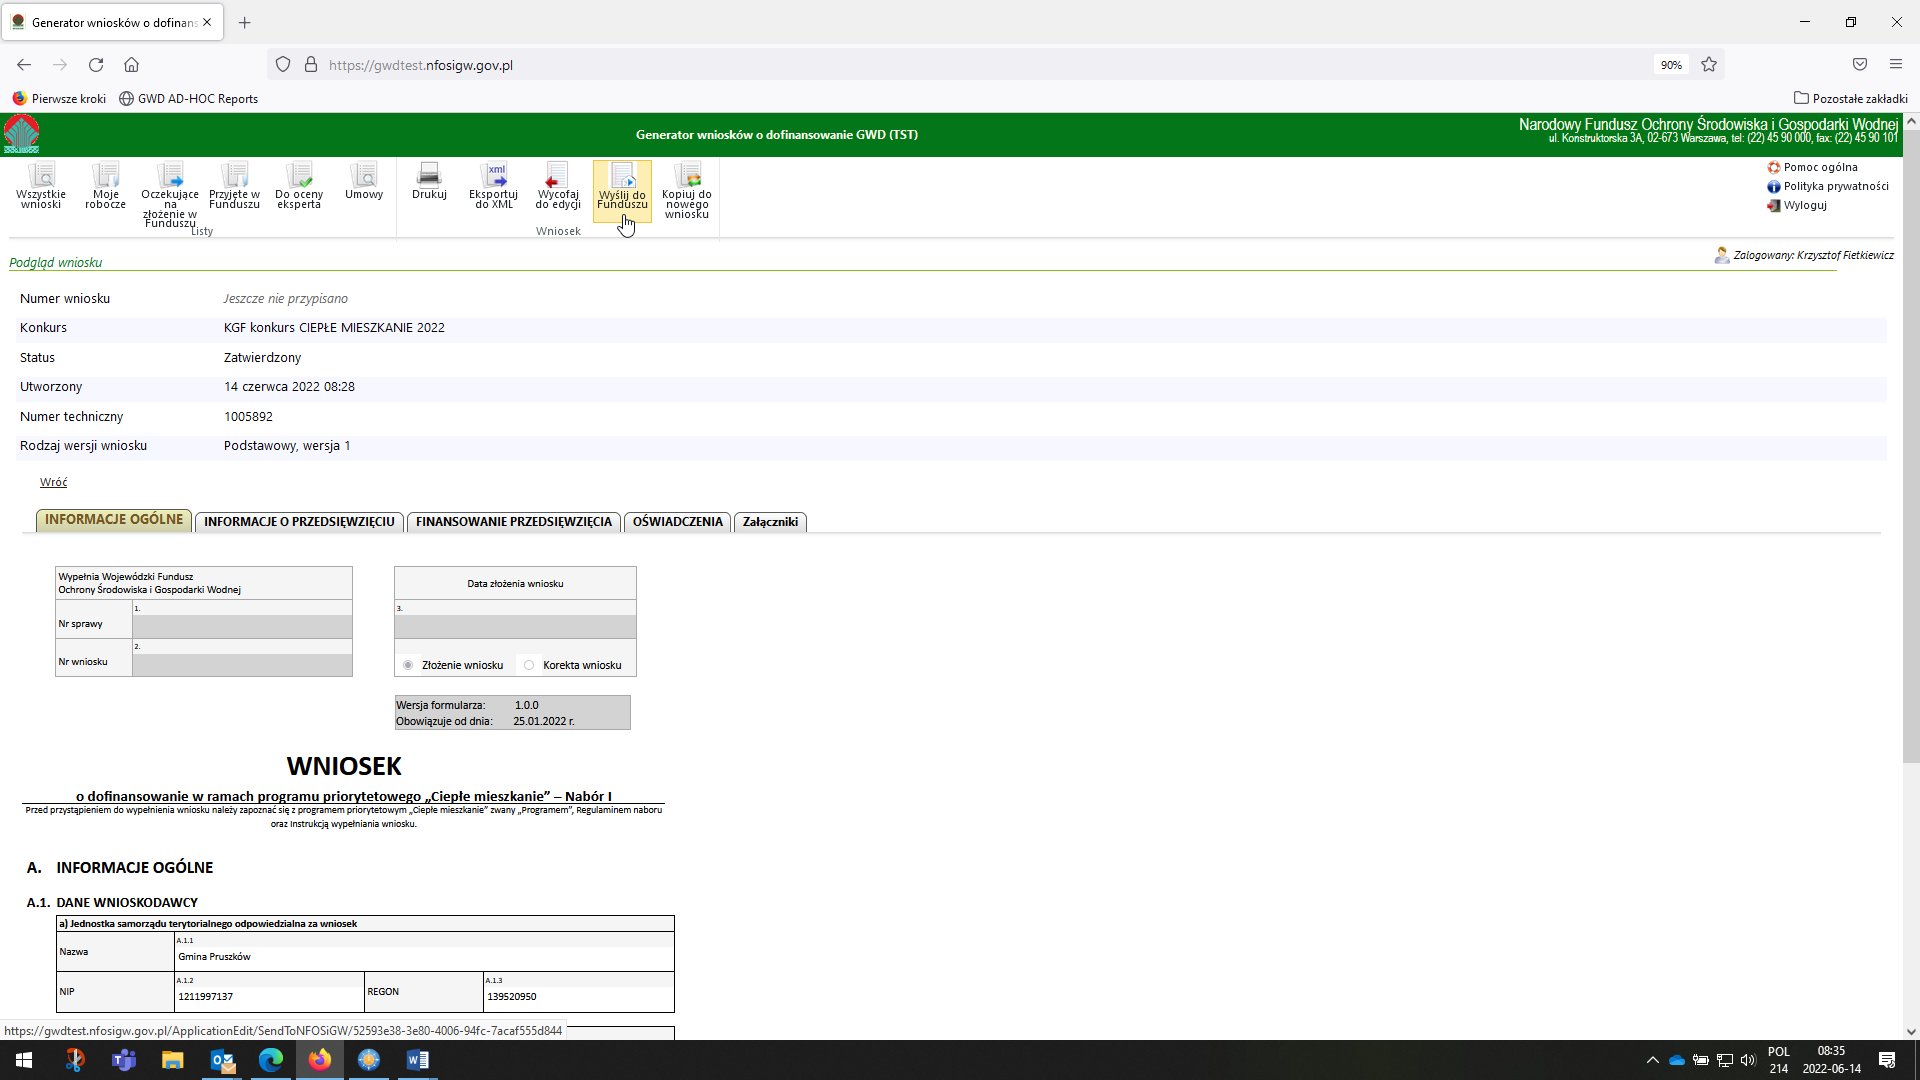 Generator wniosków o dofinans
https://gwdtest.nfosigw.gov.pl
90%
Pierwsze kroki
GWD AD-HOC Reports
Pozostałe zakładki
Generator wniosków o dofinansowanie GWD (TST)
Narodowy Fundusz Ochrony Środowiska i Gospodarki Wodnej
ul. Konstruktorska 3A, 02-673 Warszawa, tel: (22) 45 90 000, fax: (22) 45 90 101
Wszystkie wnioski
Moje robocze
Oczekujące na złożenie w Funduszu
Przyjęte w Funduszu
Do oceny eksperta
Umowy
Drukuj
Eksportuj do XML
Wycofaj do edycji
Wyślij do Funduszu
Kopiuj do nowego wniosku
Listy
Wniosek
Pomoc ogólna
Polityka prywatności
Wyloguj
Zalogowany: Krzysztof Fietkiewicz
Podgląd wniosku
Numer wniosku Jeszcze nie przypisano
Konkurs KGF konkurs CIEPŁE MIESZKANIE 2022
Status Zatwierdzony
Utworzony 14 czerwca 2022 08:28
Numer techniczny 1005892
Rodzaj wersji wniosku Podstawowy, wersja 1
Wróć
INFORMACJE OGÓLNE INFORMACJE O PRZEDSIĘWZIĘCIU FINANSOWANIE PRZEDSIĘWZIĘCIA OŚWIADCZENIA Załączniki
Wypełnia Wojewódzki Fundusz
Ochrony Środowiska i Gospodarki Wodnej
1.
Nr sprawy
2.
Nr wniosku
Data złożenia wniosku
3.
Złożenie wniosku Korekta wniosku
Wersja formularza: 1.0.0
Obowiązuje od dnia: 25.01.2022 r.
WNIOSEK
o dofinansowanie w ramach programu priorytetowego „Ciepłe mieszkanie” – Nabór I
Przed przystąpieniem do wypełnienia wniosku należy zapoznać się z programem priorytetowym „Ciepłe mieszkanie” zwany „Programem”, Regulaminem naboru
oraz Instrukcją wypełniania wniosku.
A. INFORMACJE OGÓLNE
A.1. DANE WNIOSKODAWCY
a) Jednostka samorządu terytorialnego odpowiedzialna za wniosek
A.1.1
Nazwa
Gmina Pruszków
A.1.2
A.1.3
NIP 1211997137 REGON 139520950
https://gwdtest.nfosigw.gov.pl/ApplicationEdit/SendToNFOSiGW/52593e38-3e80-4006-94fc-7acaf555d844
POL
214
08:35
2022-06-14